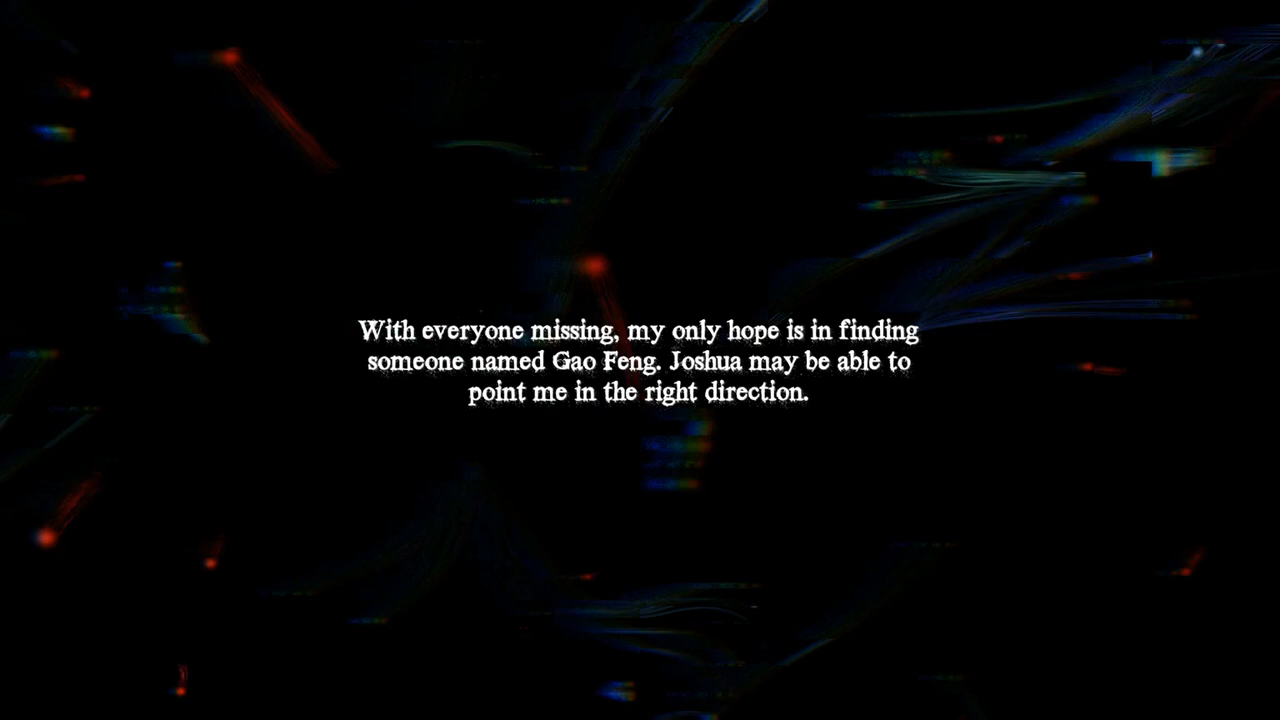 With everyone missing, my only hope is in finding
someone named Gao Feng. Joshua may be able to
point me in the right direction.